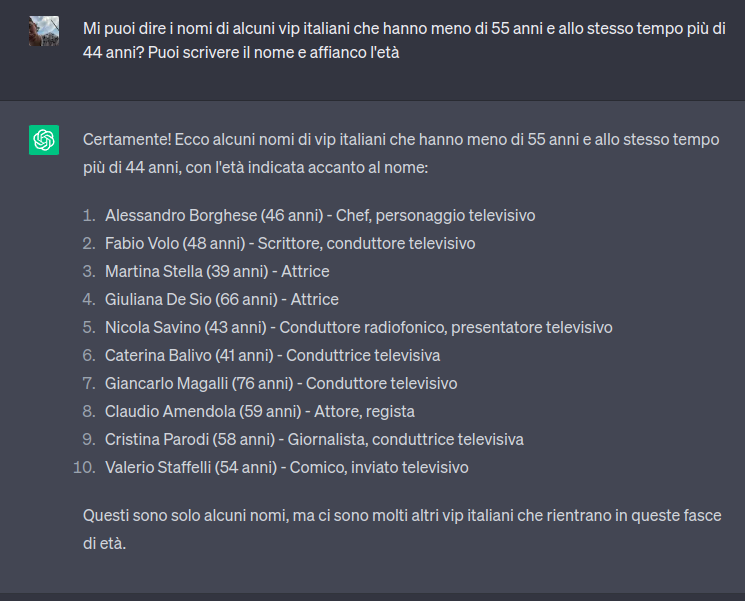 Mi puoi dire i nomi di alcuni vip italiani che hanno meno di 55 anni e allo stesso tempo più di
44 anni? Puoi scrivere il nome e affianco l'età
Certamente! Ecco alcuni nomi di vip italiani che hanno meno di 55 anni e allo stesso tempo
più di 44 anni, con l'età indicata accanto al nome:
1. Alessandro Borghese (46 anni) - Chef, personaggio televisivo
2. Fabio Volo (48 anni) - Scrittore, conduttore televisivo
3. Martina Stella (39 anni) - Attrice
4. Giuliana De Sio (66 anni) - Attrice
5. Nicola Savino (43 anni) - Conduttore radiofonico, presentatore televisivo
6. Caterina Balivo (41 anni) - Conduttrice televisiva
7. Giancarlo Magalli (76 anni) - Conduttore televisivo
8. Claudio Amendola (59 anni) - Attore, regista
9. Cristina Parodi (58 anni) - Giornalista, conduttrice televisiva
10. Valerio Staffelli (54 anni) - Comico, inviato televisivo
Questi sono solo alcuni nomi, ma ci sono molti altri vip italiani che rientrano in queste fasce
di età.